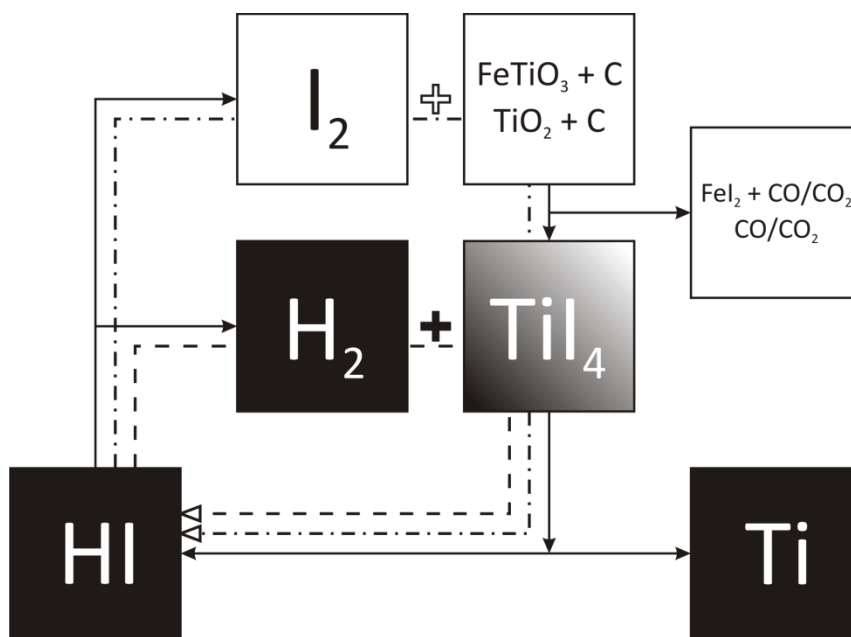 I₂
FeTiO₃ + C
TiO₂ + C
FeI₂ + CO/CO₂
CO/CO₂
H₂
TiI₄
HI
Ti